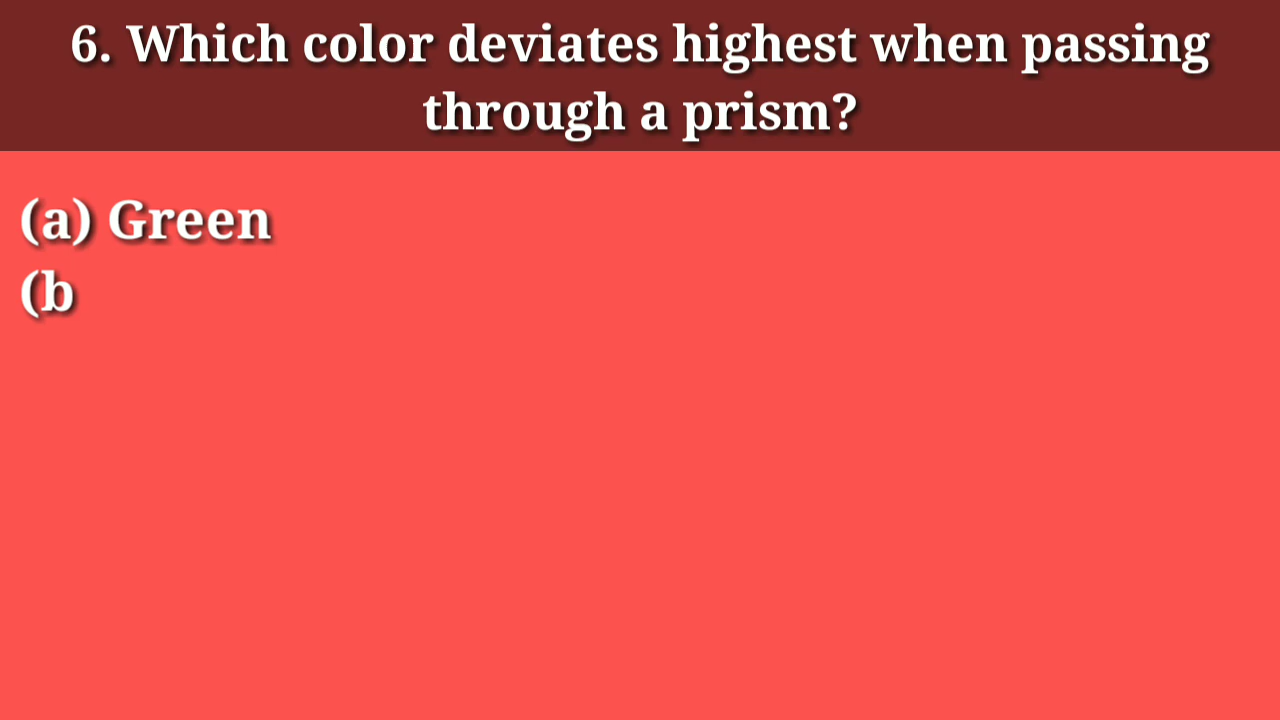 6. Which color deviates highest when passing
through a prism?
(a) Green
(b